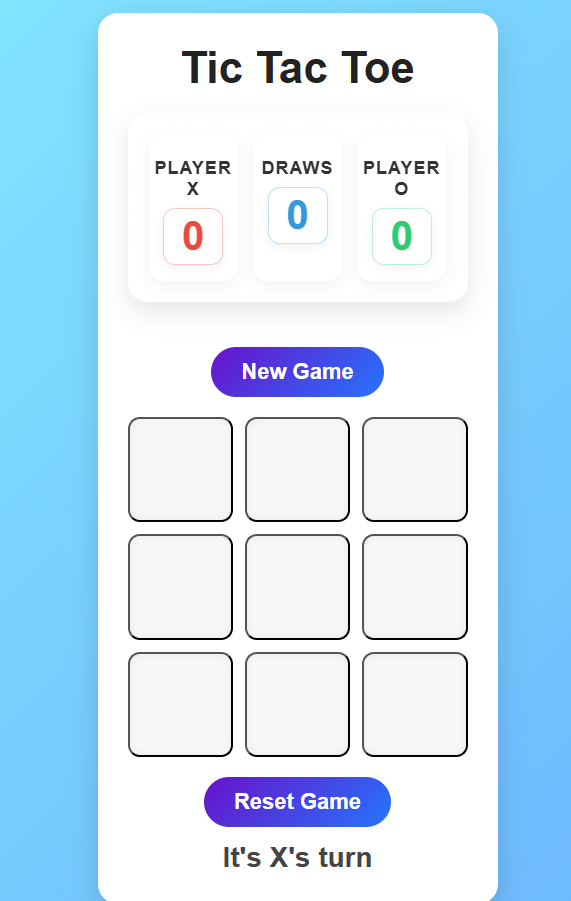 Tic Tac Toe
PLAYER
X
0
DRAWS
0
PLAYER
O
0
New Game
Reset Game
It's X's turn